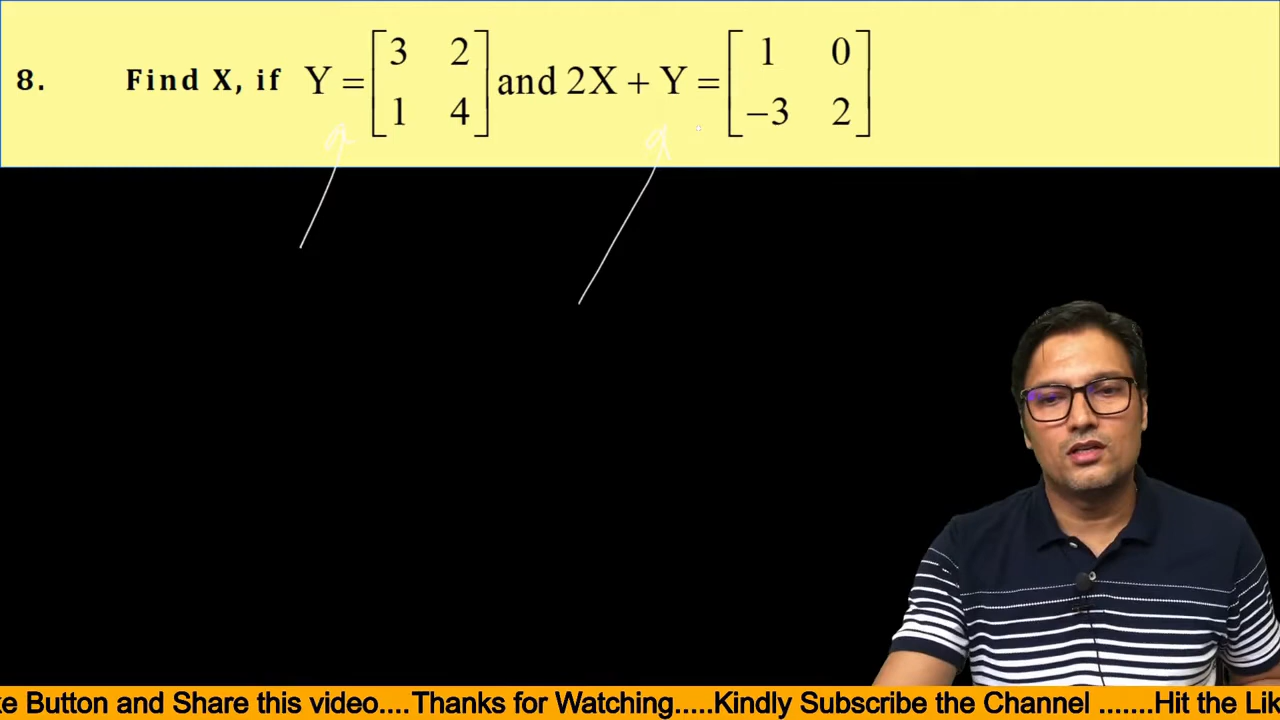 8. Find X, if Y = [3 2; 1 4] and 2X + Y = [1 0; −3 2]
ke Button and Share this video....Thanks for Watching.....Kindly Subscribe the Channel .......Hit the Lik